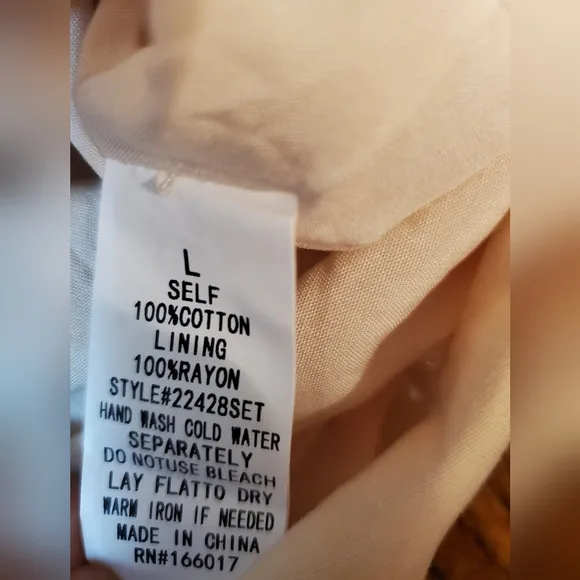 L
SELF
100%COTTON
LINING
100%RAYON
STYLE#22428SET
HAND WASH COLD WATER
SEPARATELY
DO NOTUSE BLEACH
LAY FLATTO DRY
WARM IRON IF NEEDED
MADE IN CHINA
RN#166017